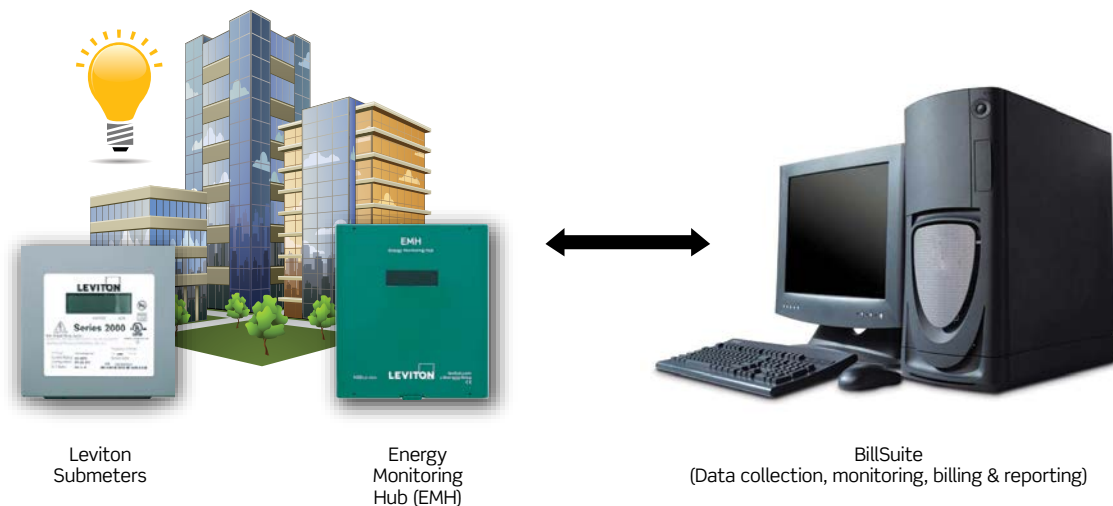 LEVITON
Series 2000
EMH
Energy Monitoring Hub
LEVITON
Leviton
Submeters
Energy
Monitoring
Hub (EMH)
BillSuite
(Data collection, monitoring, billing & reporting)